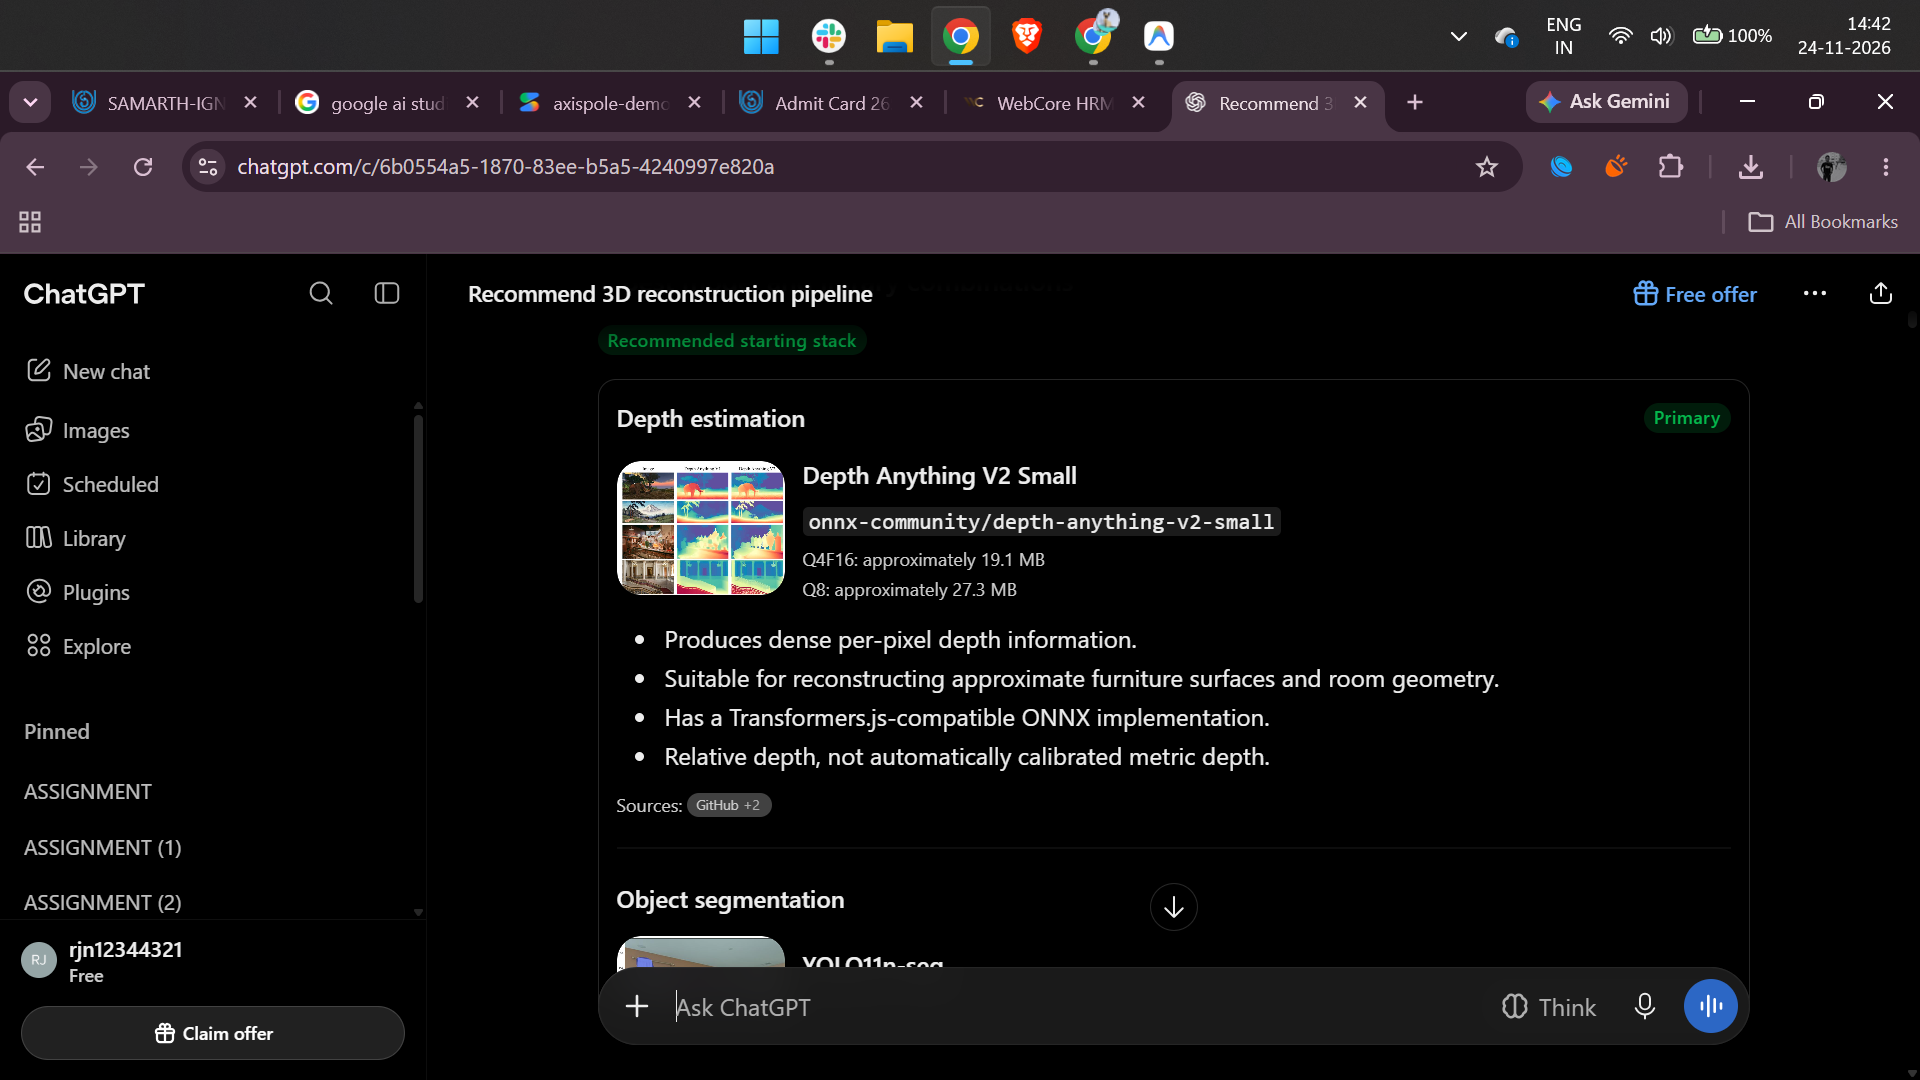 ENG
IN
100%
14:42
24-11-2026
SAMARTH-IGN
google ai stud
axispole-demo
Admit Card 26
WebCore HRM
Recommend 3
Ask Gemini
chatgpt.com/c/6b0554a5-1870-83ee-b5a5-4240997e820a
All Bookmarks
ChatGPT
New chat
Images
Scheduled
Library
Plugins
Explore
Pinned
ASSIGNMENT
ASSIGNMENT (1)
ASSIGNMENT (2)
RJ
rjn12344321
Free
Claim offer
Recommend 3D reconstruction pipeline
Free offer
Recommended starting stack
Depth estimation
Primary
Depth Anything V2 Small
onnx-community/depth-anything-v2-small
Q4F16: approximately 19.1 MB
Q8: approximately 27.3 MB
Produces dense per-pixel depth information.
Suitable for reconstructing approximate furniture surfaces and room geometry.
Has a Transformers.js-compatible ONNX implementation.
Relative depth, not automatically calibrated metric depth.
Sources: GitHub +2
Object segmentation
YOLO11n-seg
Ask ChatGPT
Think